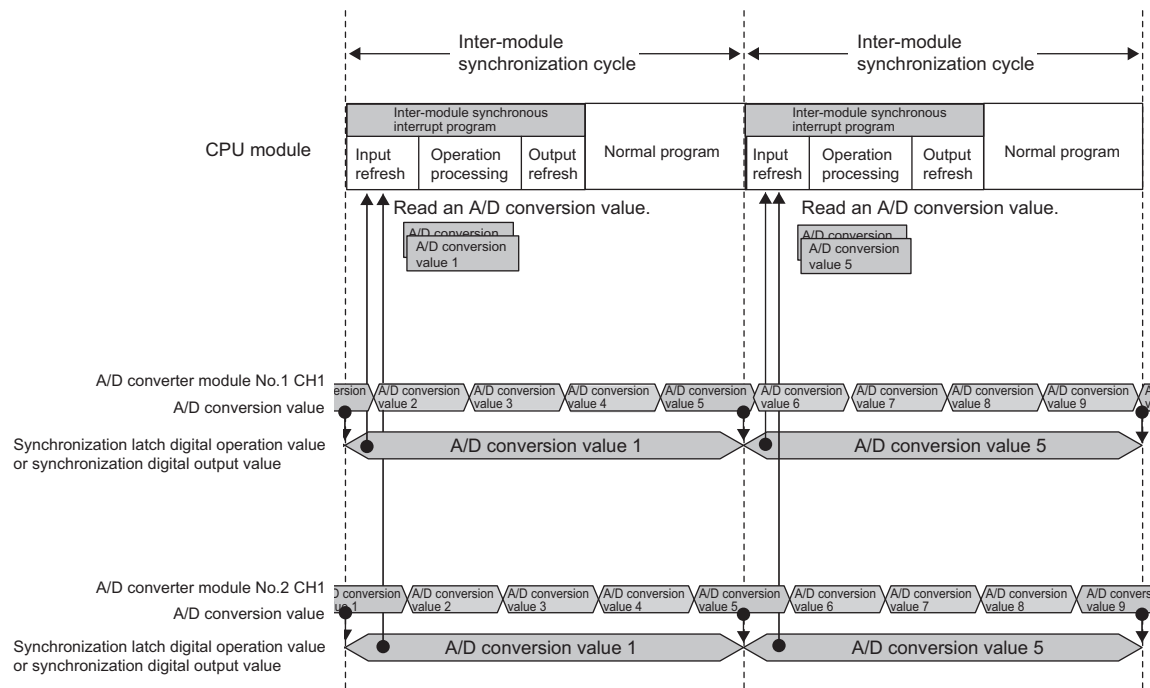 Inter-module
synchronization cycle
Inter-module
synchronization cycle
CPU module
Inter-module synchronous
interrupt program
Input
refresh
Operation
processing
Output
refresh
Normal program
Inter-module synchronous
interrupt program
Input
refresh
Operation
processing
Output
refresh
Normal program
Read an A/D conversion value.
A/D conversion
A/D conversion
value 1
Read an A/D conversion value.
A/D conversion
A/D conversion
value 5
A/D converter module No.1 CH1
A/D conversion value
A/D conversion
value 2
A/D conversion
value 3
A/D conversion
value 4
A/D conversion
value 5
A/D conversion
value 6
A/D conversion
value 7
A/D conversion
value 8
A/D conversion
value 9
Synchronization latch digital operation value
or synchronization digital output value
A/D conversion value 1
A/D conversion value 5
A/D converter module No.2 CH1
A/D conversion value
conversion
1
A/D conversion
value 2
A/D conversion
value 3
A/D conversion
value 4
A/D conversion
value 5
A/D conversion
value 6
A/D conversion
value 7
A/D conversion
value 8
A/D convers
value 9
Synchronization latch digital operation value
or synchronization digital output value
A/D conversion value 1
A/D conversion value 5